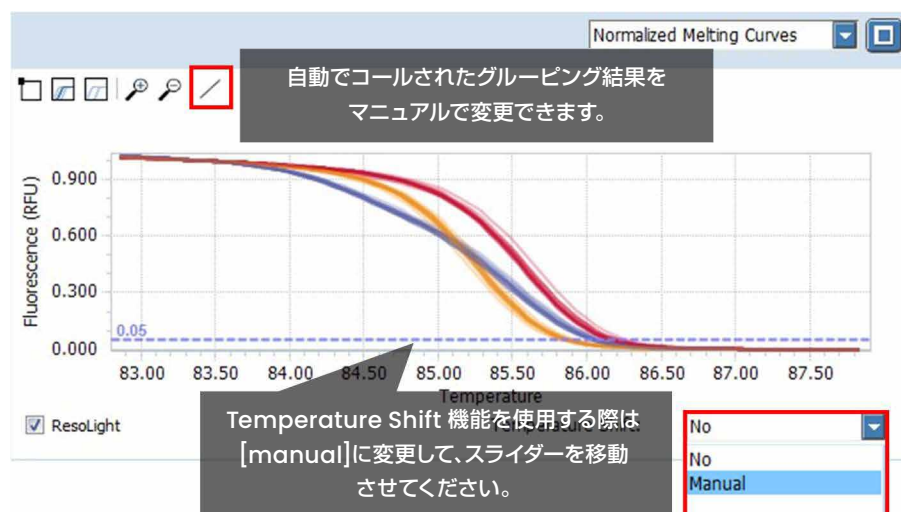 Normalized Melting Curves
自動でコールされたグルーピング結果を
マニュアルで変更できます。
Fluorescence (RFU)
0.900
0.600
0.300
0.05
0.000
83.00 83.50 84.00 84.50 85.00 85.50 86.00 86.50 87.00 87.50
Temperature
ResoLight
Temperature Shift:
No
Temperature Shift 機能を使用する際は
[manual]に変更して、スライダーを移動
させてください。
No
Manual